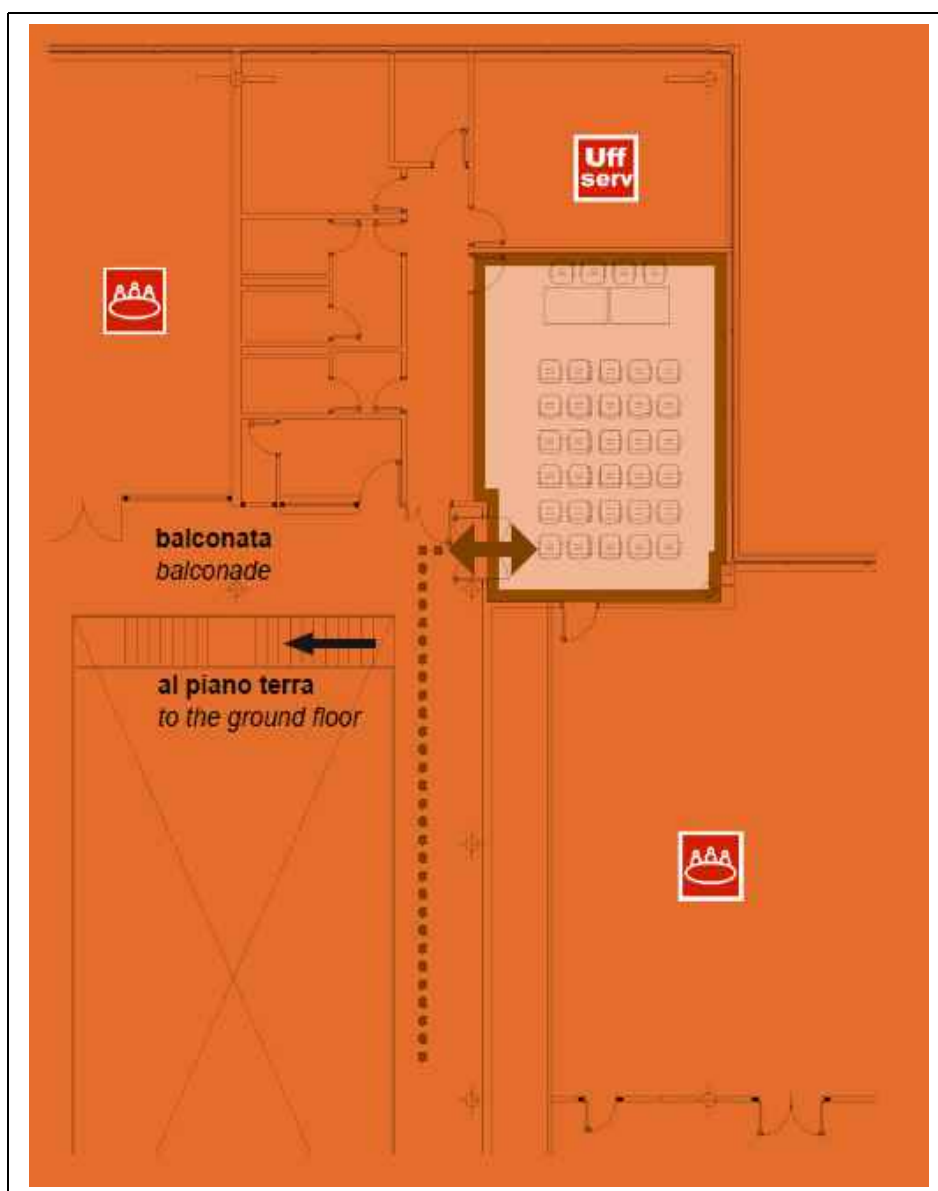 Uff
serv
balconata
balconade
al piano terra
to the ground floor